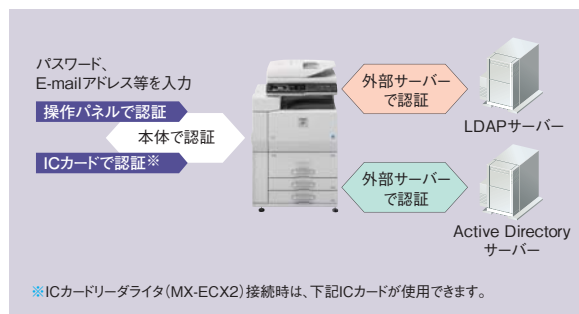 パスワード、
E-mailアドレス等を入力
操作パネルで認証
本体で認証
ICカードで認証※
外部サーバー
で認証
LDAPサーバー
外部サーバー
で認証
Active Directory
サーバー
※ICカードリーダライタ(MX-ECX2)接続時は、下記ICカードが使用できます。